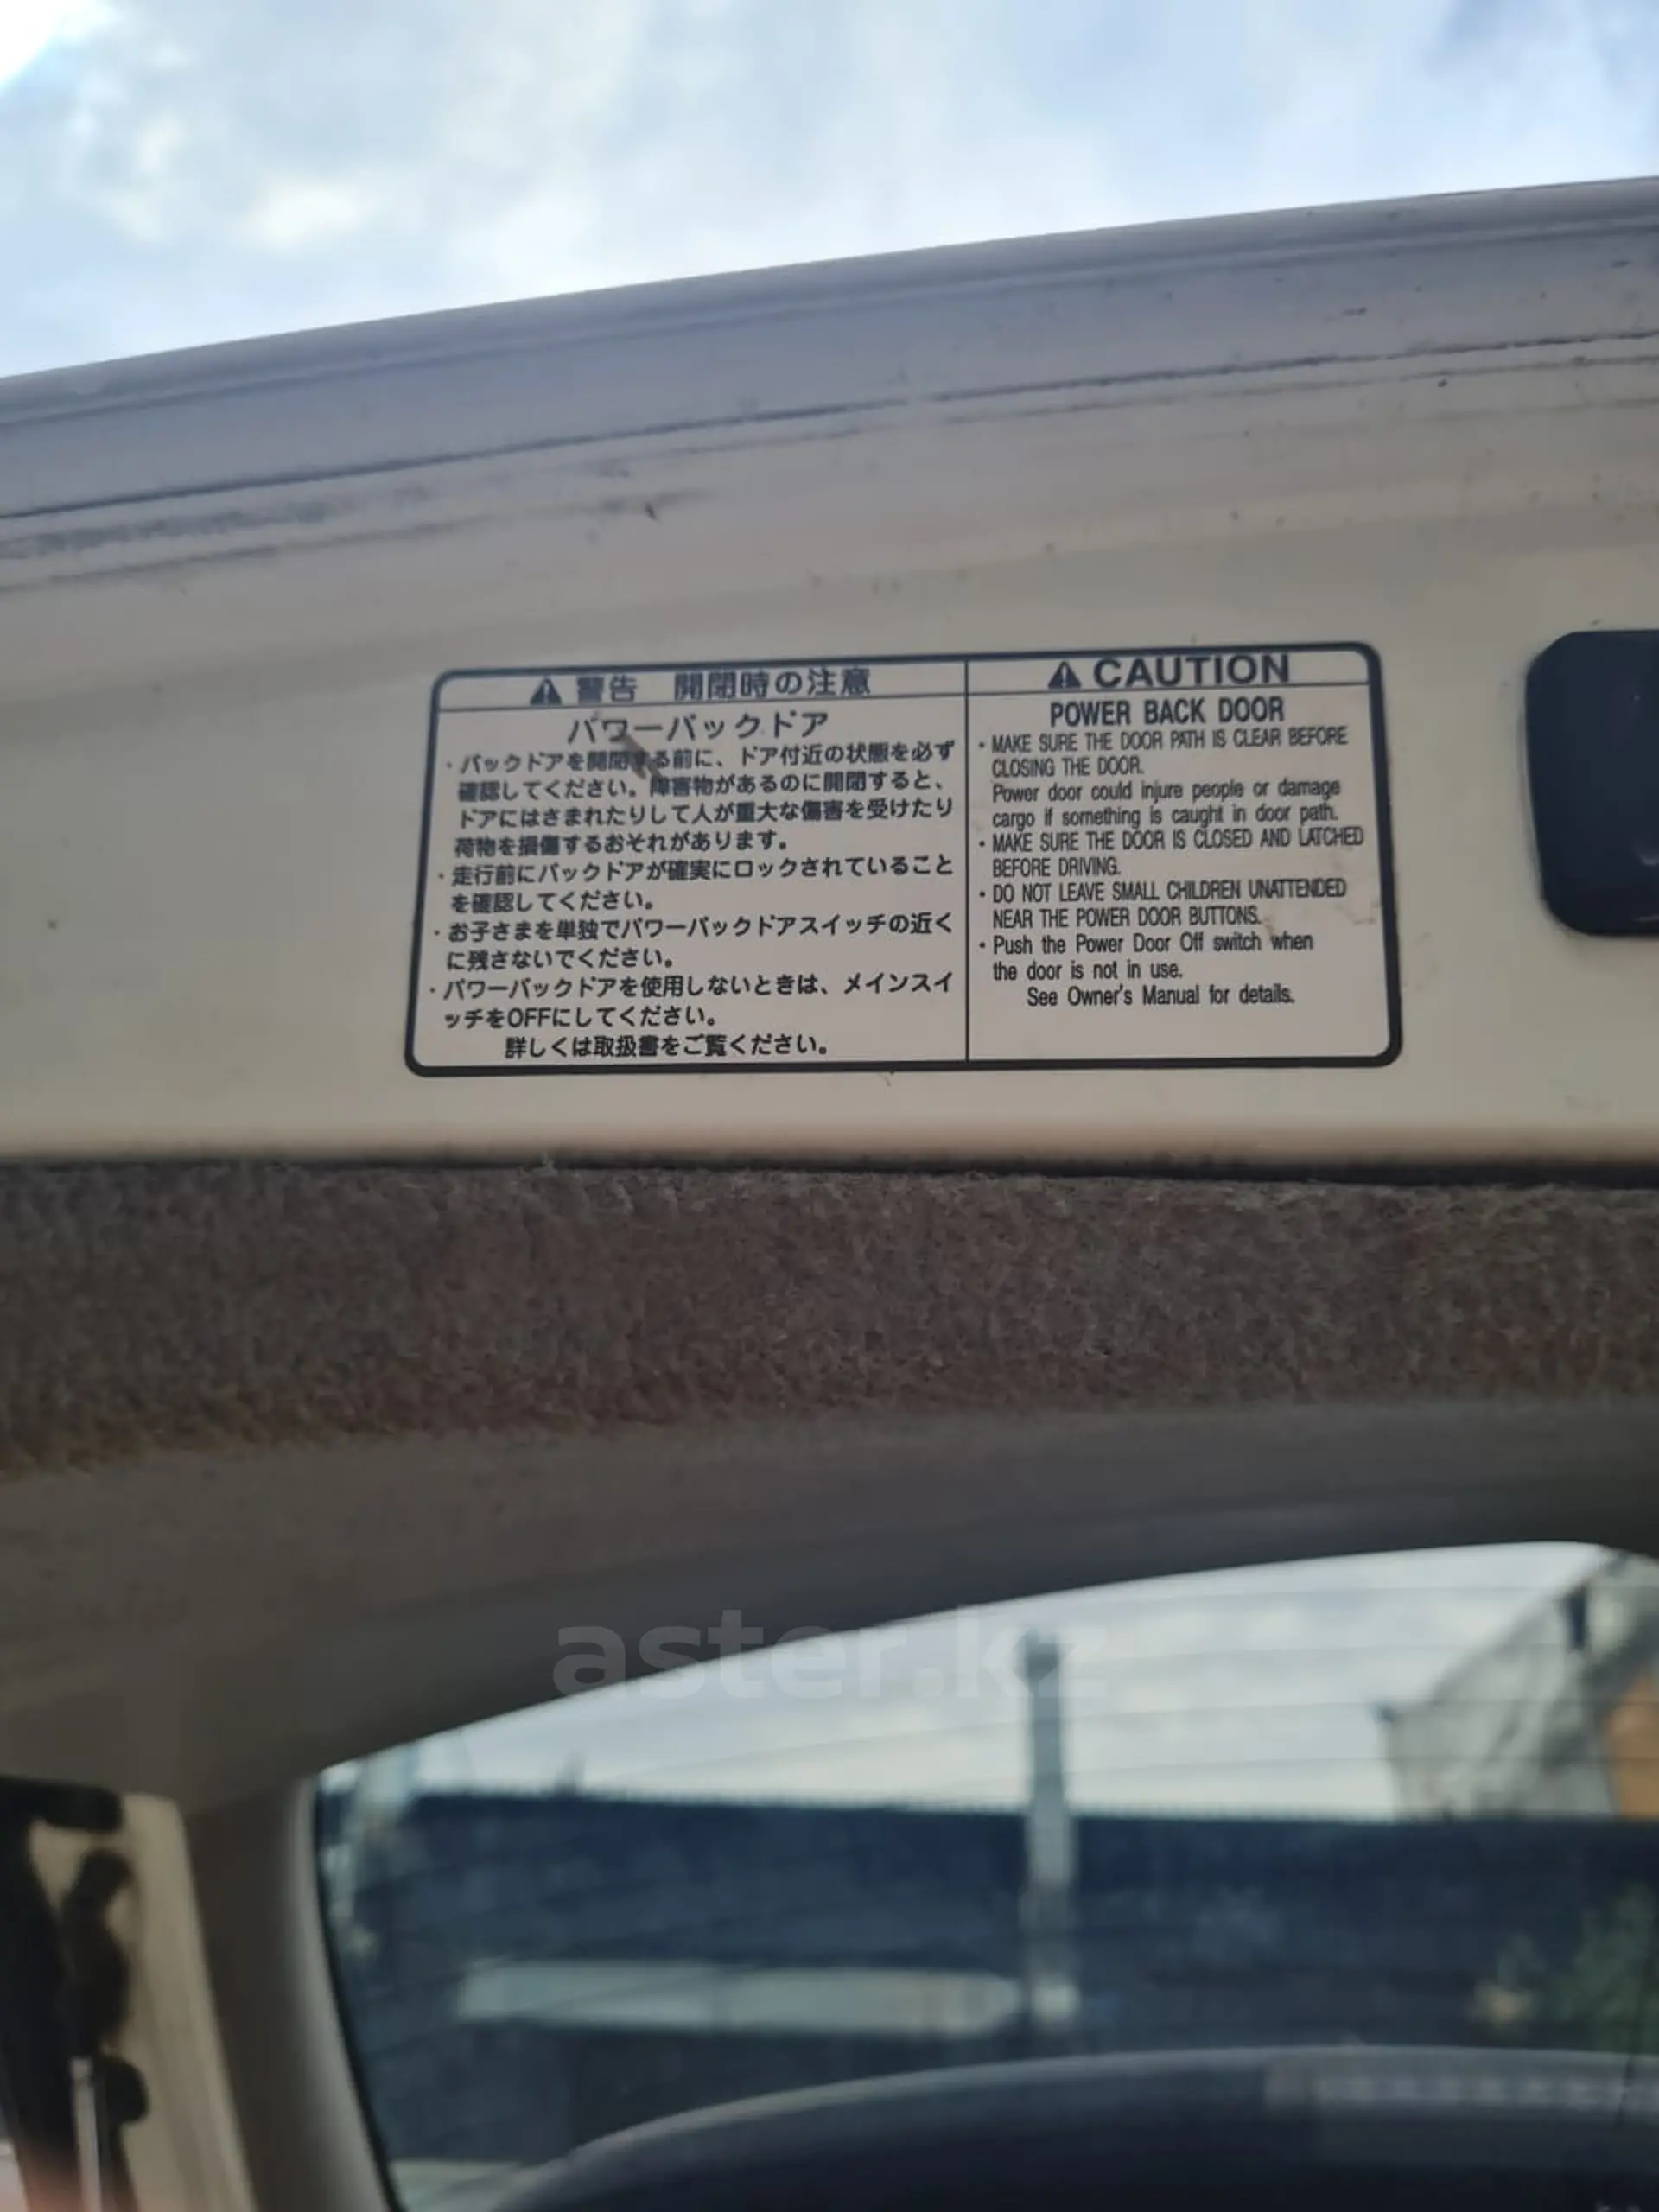 警告 開閉時の注意
パワーバックドア
・バックドアを開閉する前に、ドア付近の状態を必ず
確認してください。障害物があるのに開閉すると、
ドアにはさまれたりして人が重大な傷害を受けたり
荷物を損傷するおそれがあります。
・走行前にバックドアが確実にロックされていること
を確認してください。
・お子さまを単独でパワーバックドアスイッチの近く
に残さないでください。
・パワーバックドアを使用しないときは、メインスイ
ッチをOFFにしてください。
詳しくは取扱書をご覧ください。
CAUTION
POWER BACK DOOR
• MAKE SURE THE DOOR PATH IS CLEAR BEFORE
CLOSING THE DOOR.
Power door could injure people or damage
cargo if something is caught in door path.
• MAKE SURE THE DOOR IS CLOSED AND LATCHED
BEFORE DRIVING.
• DO NOT LEAVE SMALL CHILDREN UNATTENDED
NEAR THE POWER DOOR BUTTONS.
• Push the Power Door Off switch when
the door is not in use.
See Owner's Manual for details.
aster.kz